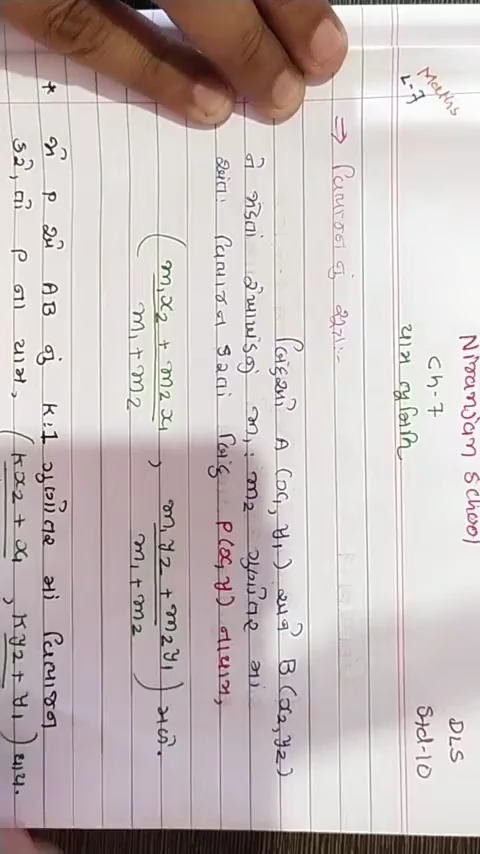 Maths Niranjan School DLS
L-7 Ch-7 Std-10
યામ ભૂમિતિ
⇒ વિભાજનનું સૂત્ર:-
બિંદુઓ A (x₁, y₁) અને B (x₂, y₂)
ને જોડતાં રેખાખંડનું m₁ : m₂ ગુણોત્તર માં
અંતઃ વિભાજન કરતાં બિંદુ P(x, y) ના યામ,
( m₁x₂ + m₂x₁ / m₁ + m₂ , m₁y₂ + m₂y₁ / m₁ + m₂ ) મળે.
* જો P એ AB નું K:1 ગુણોત્તર માં વિભાજન
કરે, તો P ના યામ, ( Kx₂ + x₁ , Ky₂ + y₁ ) થાય.